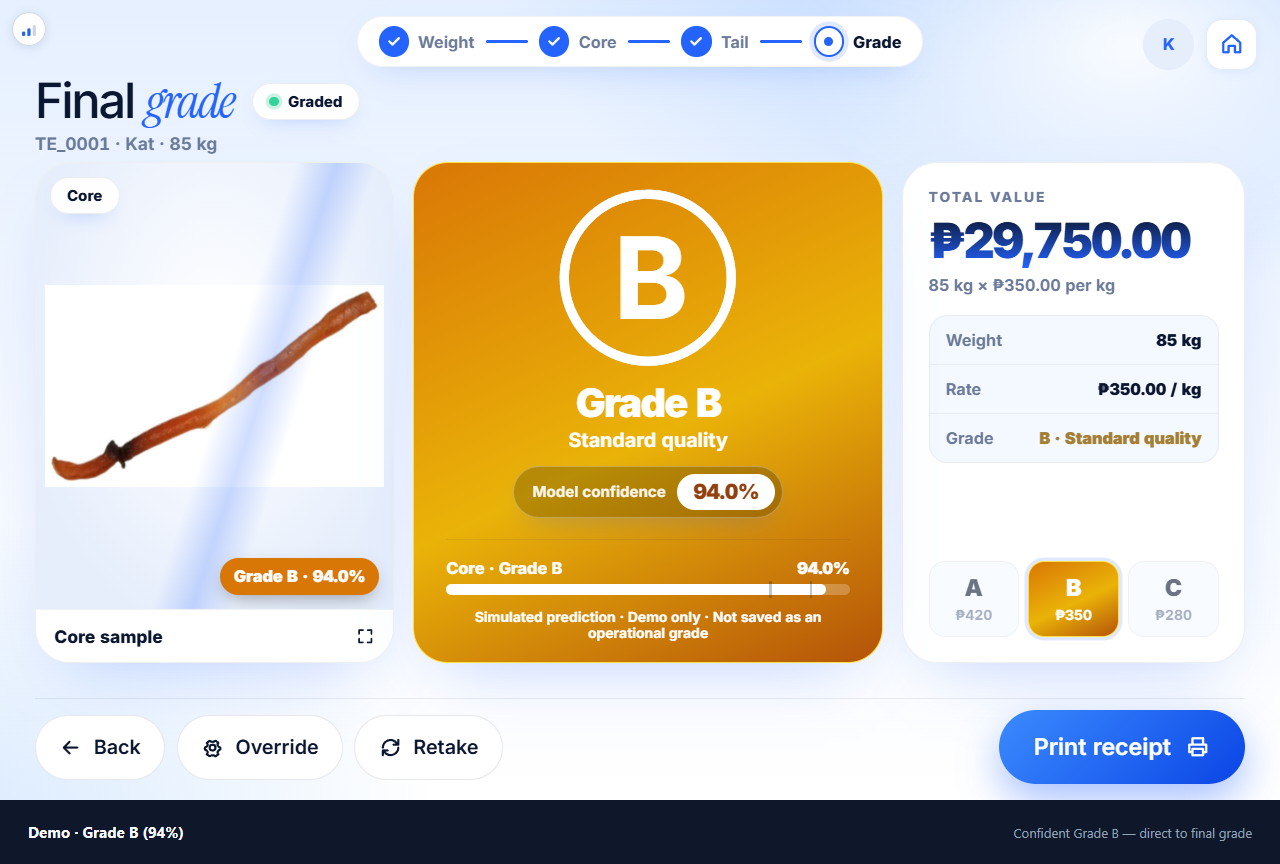 Weight
Core
Tail
Grade
K
Final grade
Graded
TE_0001 · Kat · 85 kg
Core
Grade B · 94.0%
Core sample
B
Grade B
Standard quality
Model confidence 94.0%
Core · Grade B 94.0%
Simulated prediction · Demo only · Not saved as an
operational grade
TOTAL VALUE
₱29,750.00
85 kg × ₱350.00 per kg
Weight 85 kg
Rate ₱350.00 / kg
Grade B · Standard quality
A
₱420
B
₱350
C
₱280
Back
Override
Retake
Print receipt
Demo · Grade B (94%)
Confident Grade B — direct to final grade